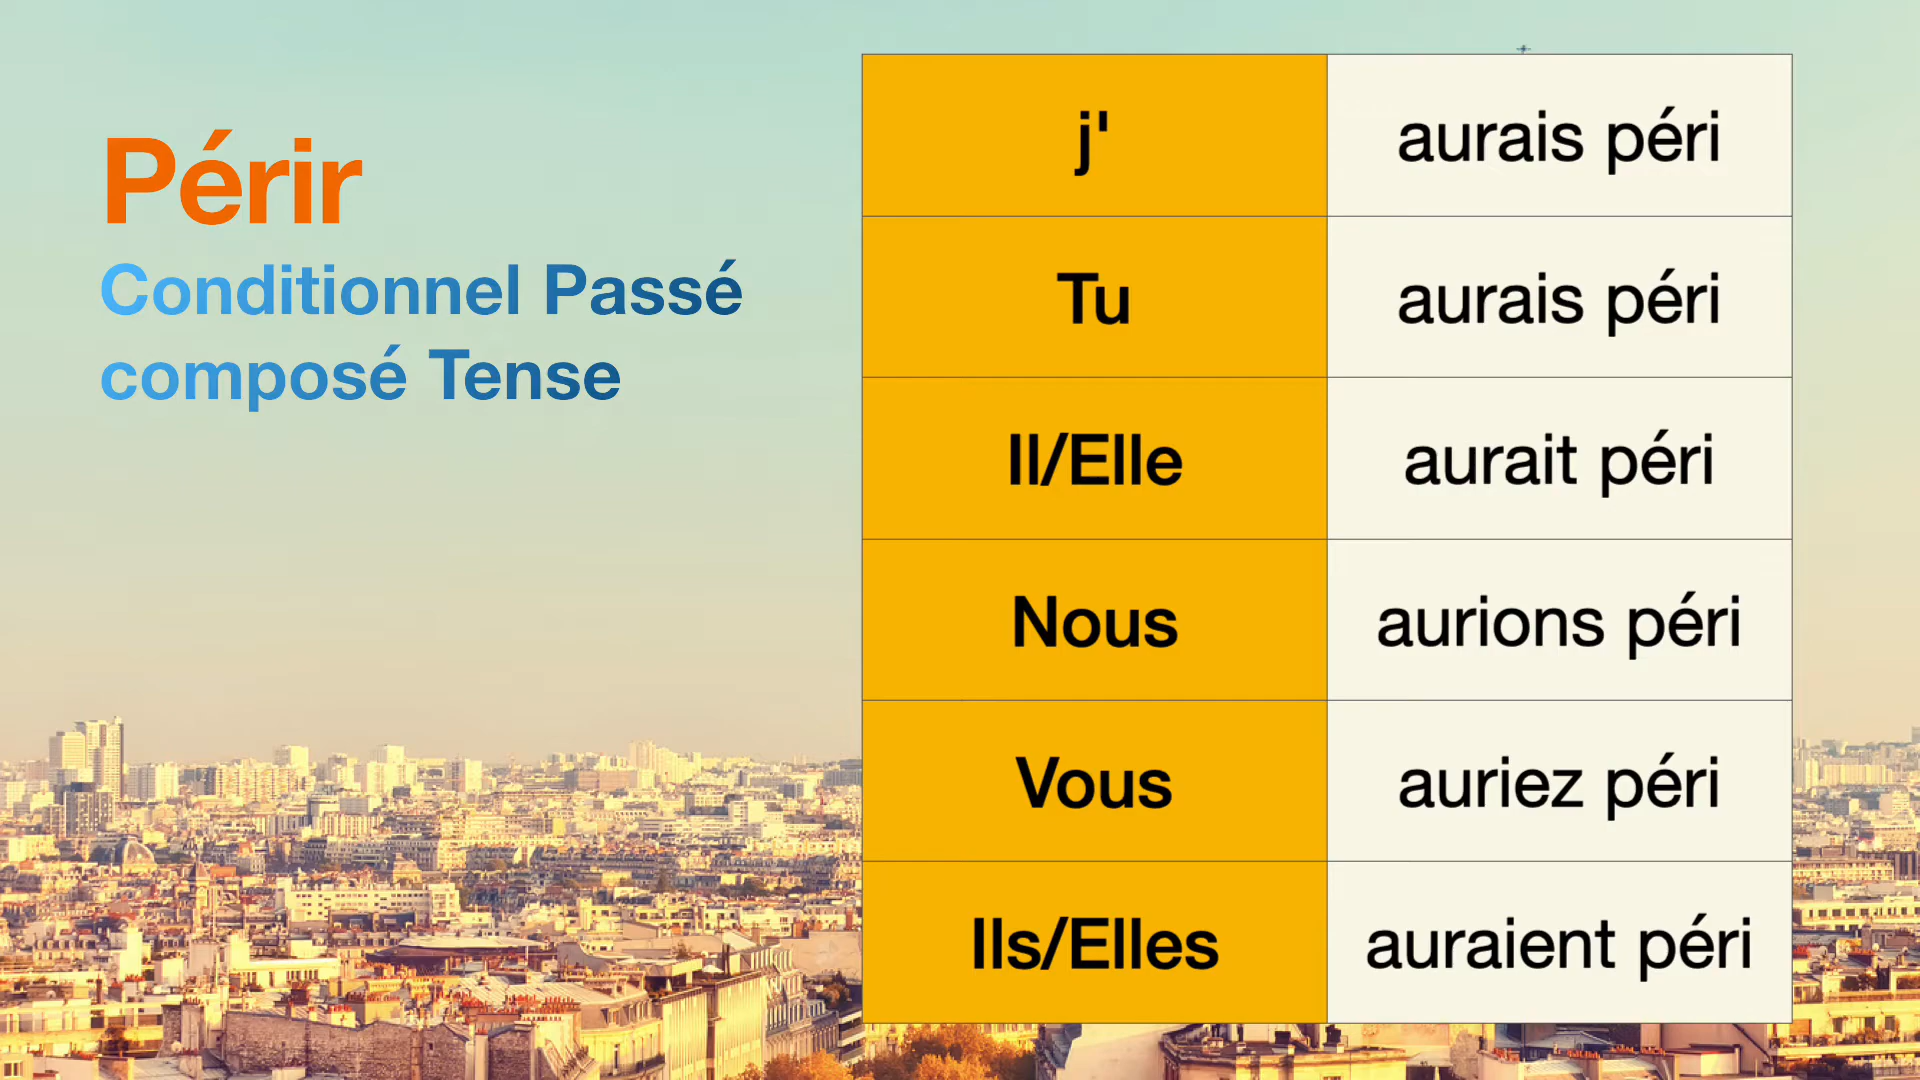 Périr
Conditionnel Passé
composé Tense
j' aurais péri
Tu aurais péri
Il/Elle aurait péri
Nous aurions péri
Vous auriez péri
Ils/Elles auraient péri